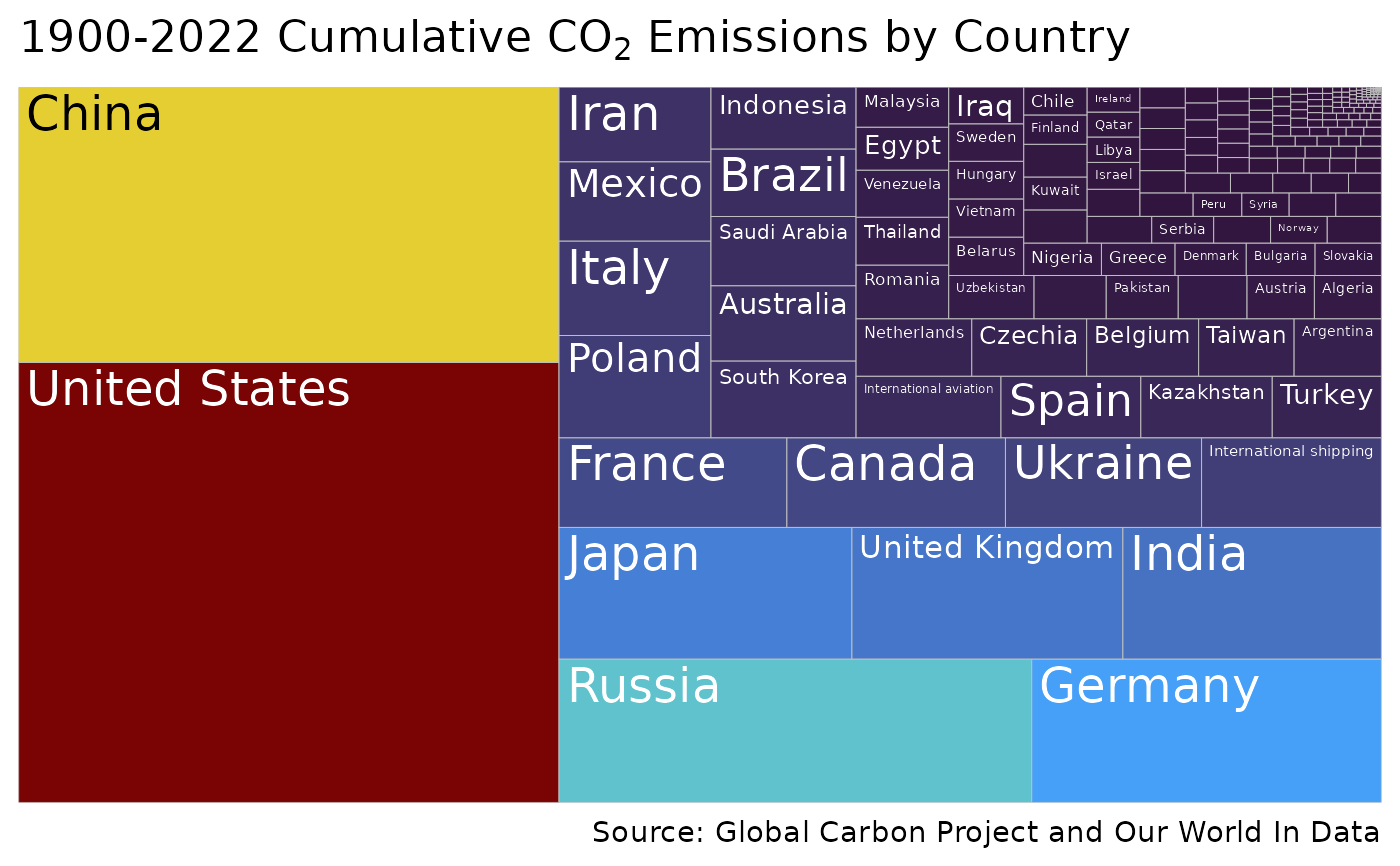 1900-2022 Cumulative CO₂ Emissions by Country
China
United States
Iran
Mexico
Italy
Poland
Indonesia
Brazil
Saudi Arabia
Australia
South Korea
Malaysia
Egypt
Venezuela
Thailand
Romania
Iraq
Sweden
Hungary
Vietnam
Belarus
Chile
Finland
Kuwait
Ireland
Qatar
Libya
Israel
Peru
Syria
Serbia
Norway
Nigeria
Greece
Denmark
Bulgaria
Slovakia
Uzbekistan
Pakistan
Austria
Algeria
Netherlands
Czechia
Belgium
Taiwan
Argentina
International aviation
Spain
Kazakhstan
Turkey
France
Canada
Ukraine
International shipping
Japan
United Kingdom
India
Russia
Germany
Source: Global Carbon Project and Our World In Data